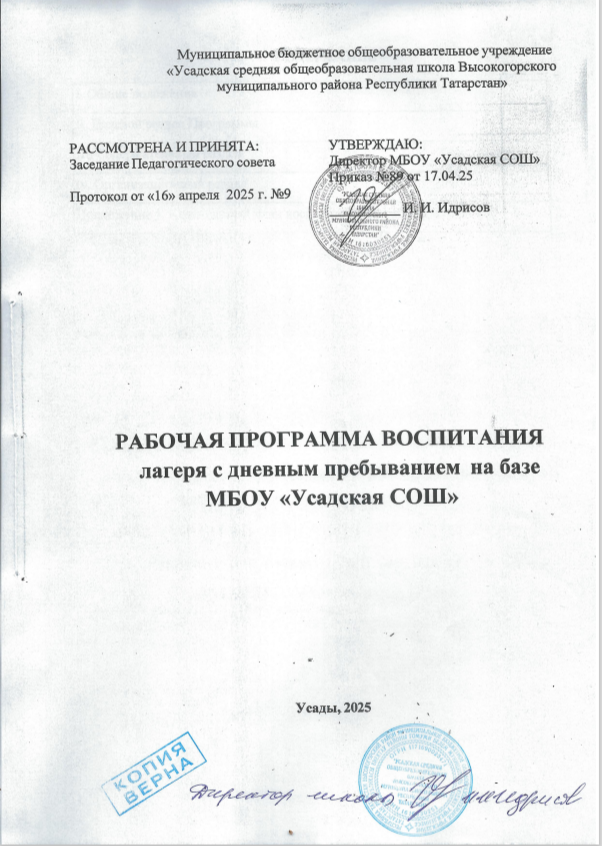 Муниципальное бюджетное общеобразовательное учреждение
«Усадская средняя общеобразовательная школа Высокогорского
муниципального района Республики Татарстан»
РАССМОТРЕНА И ПРИНЯТА:
Заседание Педагогического совета
Протокол от «16» апреля 2025 г. №9
УТВЕРЖДАЮ:
Директор МБОУ «Усадская СОШ»
Приказ №89 от 17.04.25
И. И. Идрисов
РАБОЧАЯ ПРОГРАММА ВОСПИТАНИЯ
лагеря с дневным пребыванием на базе
МБОУ «Усадская СОШ»
Усады, 2025
КОПИЯ
ВЕРНА
Директор школы